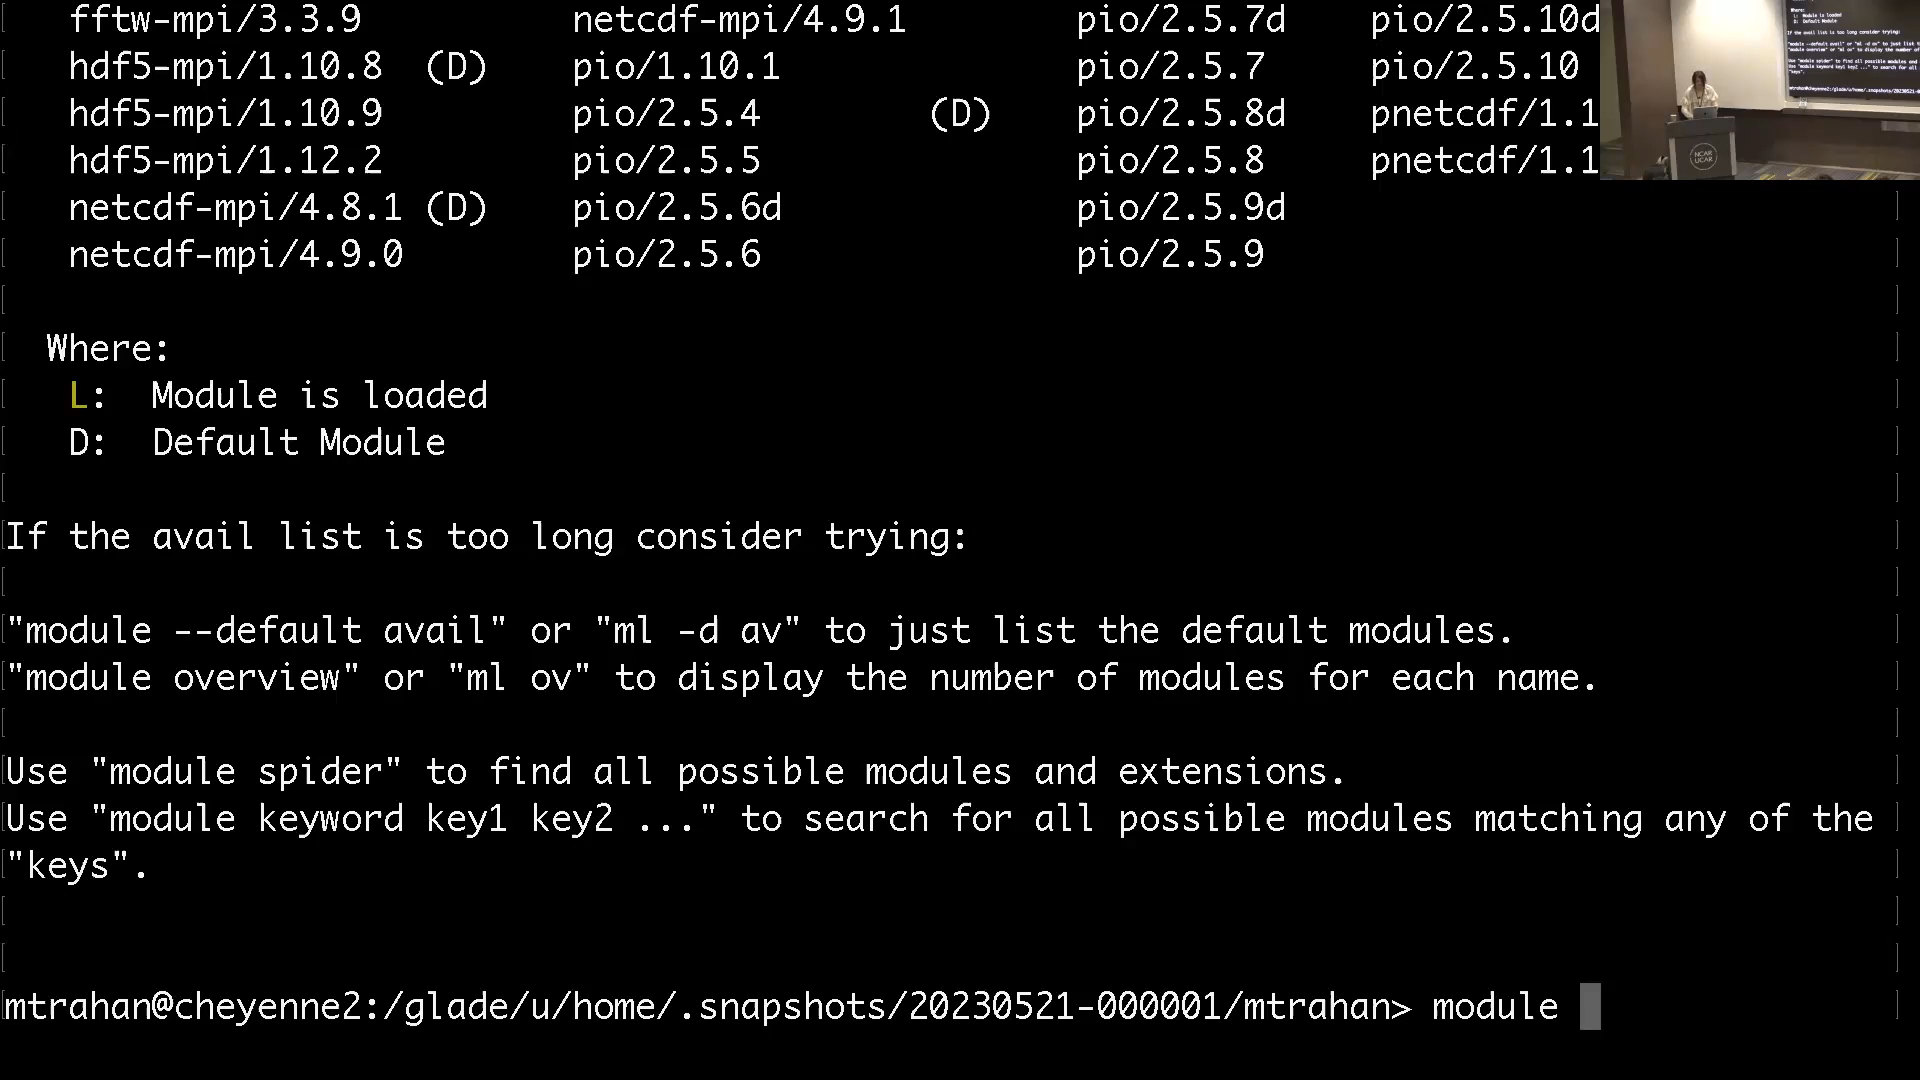 fftw-mpi/3.3.9 netcdf-mpi/4.9.1 pio/2.5.7d pio/2.5.10d
hdf5-mpi/1.10.8 (D) pio/1.10.1 pio/2.5.7 pio/2.5.10
hdf5-mpi/1.10.9 pio/2.5.4 (D) pio/2.5.8d pnetcdf/1.1
hdf5-mpi/1.12.2 pio/2.5.5 pio/2.5.8 pnetcdf/1.1
netcdf-mpi/4.8.1 (D) pio/2.5.6d pio/2.5.9d
netcdf-mpi/4.9.0 pio/2.5.6 pio/2.5.9
Where:
L: Module is loaded
D: Default Module
If the avail list is too long consider trying:
"module --default avail" or "ml -d av" to just list the default modules.
"module overview" or "ml ov" to display the number of modules for each name.
Use "module spider" to find all possible modules and extensions.
Use "module keyword key1 key2 ..." to search for all possible modules matching any of the
"keys".
mtrahan@cheyenne2:/glade/u/home/.snapshots/20230521-000001/mtrahan> module
NCAR
UCAR